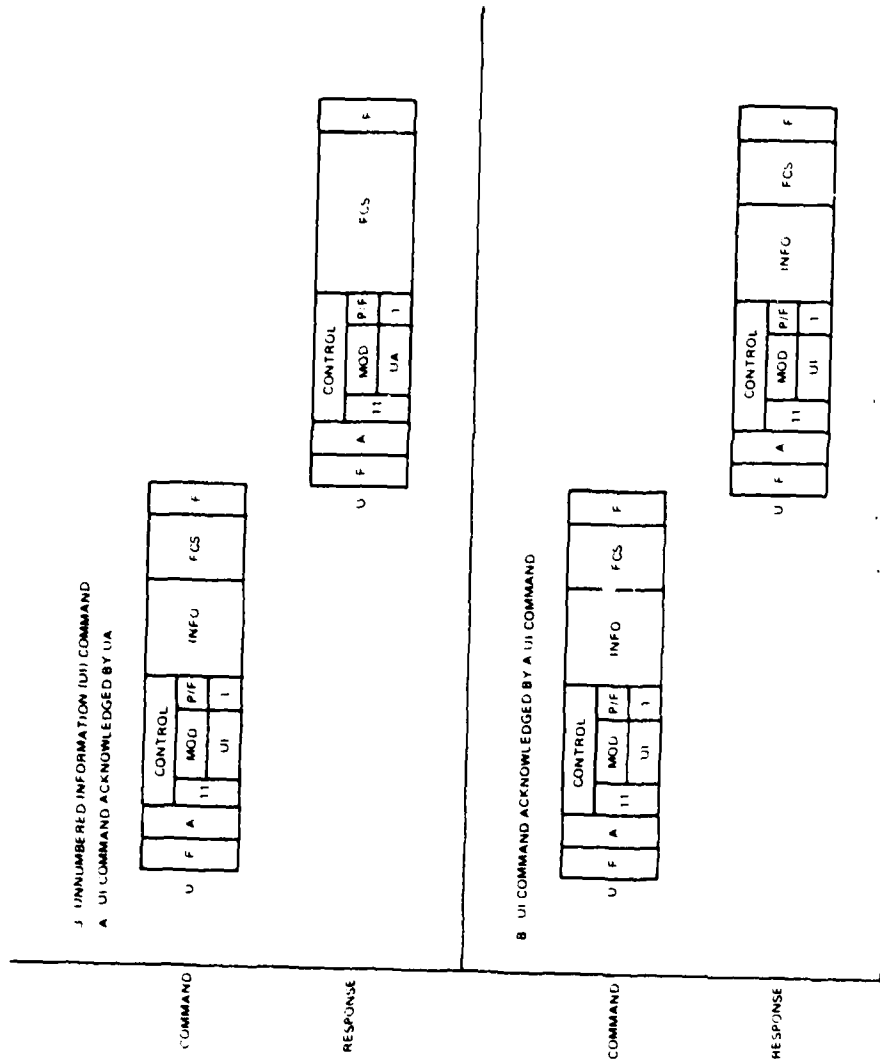 3 UNNUMBERED INFORMATION (UI) COMMAND
A UI COMMAND ACKNOWLEDGED BY UA
COMMAND
U F A CONTROL INFO FCS F
11 MOD P/F
UI 1
RESPONSE
U F A CONTROL FCS F
11 MOD P/F
UA 1
B UI COMMAND ACKNOWLEDGED BY A UI COMMAND
COMMAND
U F A CONTROL INFO FCS F
11 MOD P/F
UI 1
RESPONSE
U F A CONTROL INFO FCS F
11 MOD P/F
UI 1